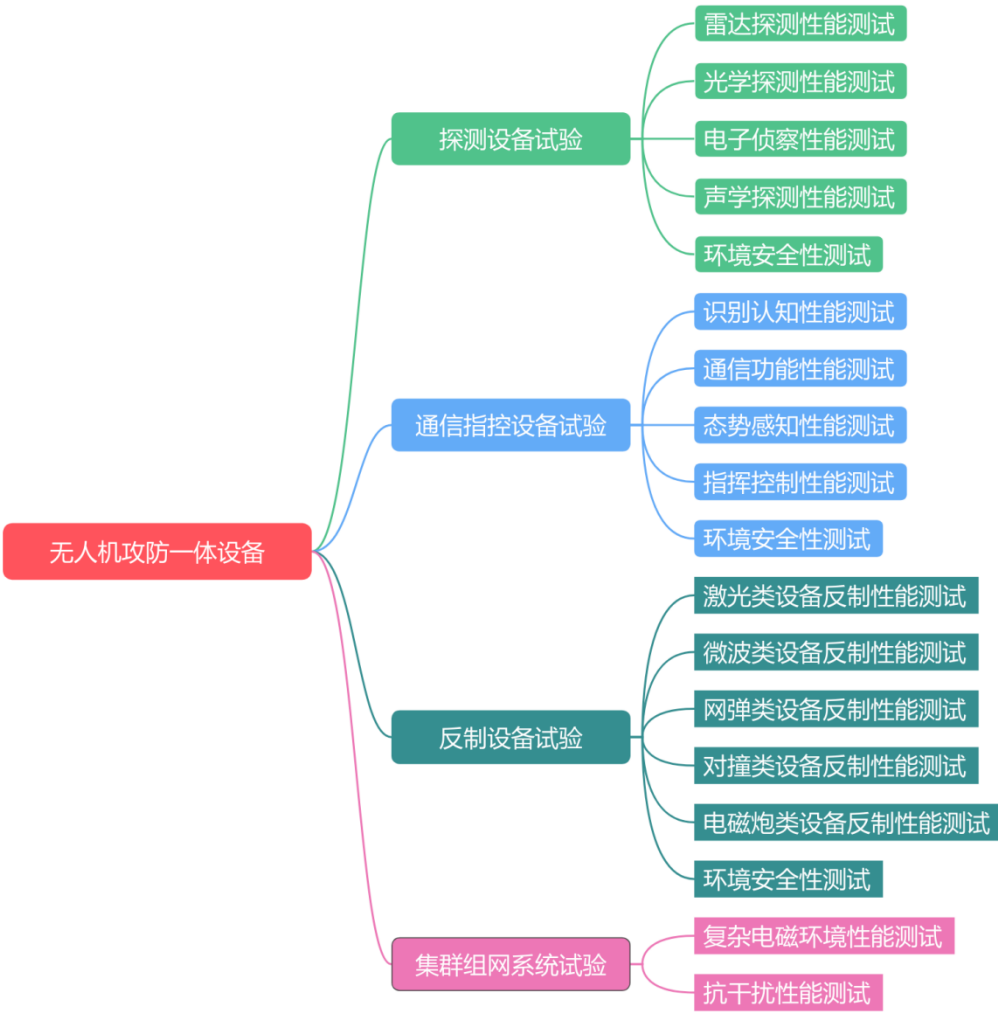 无人机攻防一体设备
探测设备试验
雷达探测性能测试
光学探测性能测试
电子侦察性能测试
声学探测性能测试
环境安全性测试
通信指控设备试验
识别认知性能测试
通信功能性能测试
态势感知性能测试
指挥控制性能测试
环境安全性测试
反制设备试验
激光类设备反制性能测试
微波类设备反制性能测试
网弹类设备反制性能测试
对撞类设备反制性能测试
电磁炮类设备反制性能测试
环境安全性测试
集群组网系统试验
复杂电磁环境性能测试
抗干扰性能测试